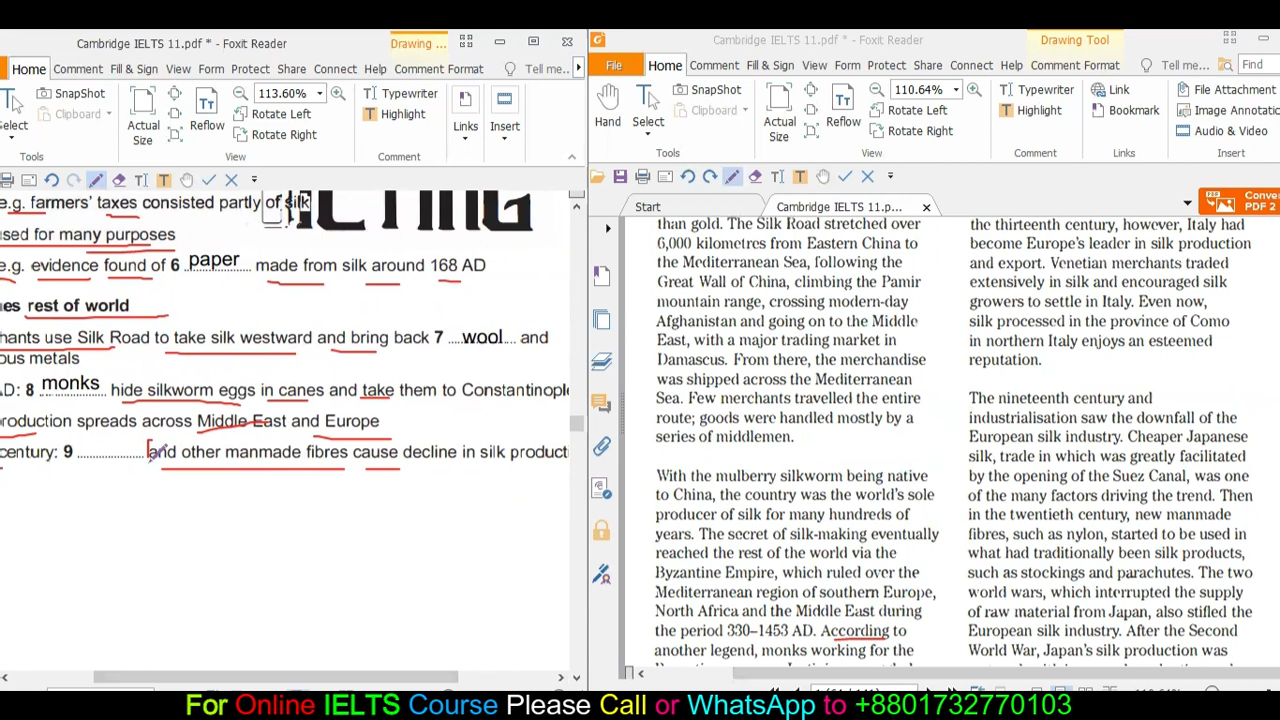 Cambridge IELTS 11.pdf * - Foxit Reader
Drawing ...
Home Comment Fill & Sign View Form Protect Share Connect Help Comment Format Tell me...
SnapShot
Clipboard
Select
Tools
Actual Size
Reflow
113.60%
Rotate Left
Rotate Right
View
Typewriter
Highlight
Comment
Links
Insert
e.g. farmers' taxes consisted partly of silk
used for many purposes
e.g. evidence found of 6 paper made from silk around 168 AD
rest of world
hants use Silk Road to take silk westward and bring back 7 wool and
ous metals
AD: 8 monks hide silkworm eggs in canes and take them to Constantinople
production spreads across Middle East and Europe
century: 9 .................... and other manmade fibres cause decline in silk producti
Cambridge IELTS 11.pdf * - Foxit Reader
Drawing Tool
File Home Comment Fill & Sign View Form Protect Share Connect Help Comment Format Tell me... Find
Hand
Select
SnapShot
Clipboard
Tools
Actual Size
Reflow
110.64%
Rotate Left
Rotate Right
View
Typewriter
Highlight
Comment
Link
Bookmark
Links
File Attachment
Image Annotatio
Audio & Video
Insert
Start
Cambridge IELTS 11.p...
PDF 2
than gold. The Silk Road stretched over
6,000 kilometres from Eastern China to
the Mediterranean Sea, following the
Great Wall of China, climbing the Pamir
mountain range, crossing modern-day
Afghanistan and going on to the Middle
East, with a major trading market in
Damascus. From there, the merchandise
was shipped across the Mediterranean
Sea. Few merchants travelled the entire
route; goods were handled mostly by a
series of middlemen.
With the mulberry silkworm being native
to China, the country was the world's sole
producer of silk for many hundreds of
years. The secret of silk-making eventually
reached the rest of the world via the
Byzantine Empire, which ruled over the
Mediterranean region of southern Europe,
North Africa and the Middle East during
the period 330–1453 AD. According to
another legend, monks working for the
the thirteenth century, however, Italy had
become Europe's leader in silk production
and export. Venetian merchants traded
extensively in silk and encouraged silk
growers to settle in Italy. Even now,
silk processed in the province of Como
in northern Italy enjoys an esteemed
reputation.
The nineteenth century and
industrialisation saw the downfall of the
European silk industry. Cheaper Japanese
silk, trade in which was greatly facilitated
by the opening of the Suez Canal, was one
of the many factors driving the trend. Then
in the twentieth century, new manmade
fibres, such as nylon, started to be used in
what had traditionally been silk products,
such as stockings and parachutes. The two
world wars, which interrupted the supply
of raw material from Japan, also stifled the
European silk industry. After the Second
World War, Japan's silk production was
For Online IELTS Course Please Call or WhatsApp to +8801732770103